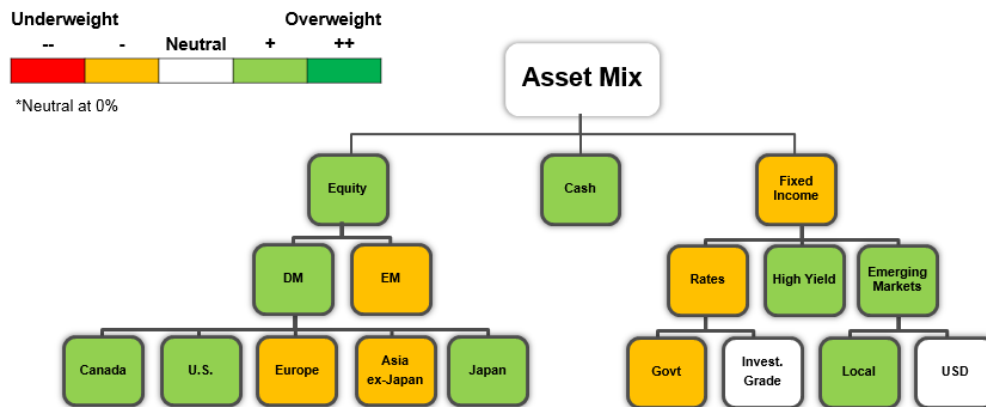 Underweight Overweight
-- - Neutral + ++
*Neutral at 0%
Asset Mix
Equity
Cash
Fixed
Income
DM
EM
Rates
High Yield
Emerging
Markets
Canada
U.S.
Europe
Asia
ex-Japan
Japan
Govt
Invest.
Grade
Local
USD